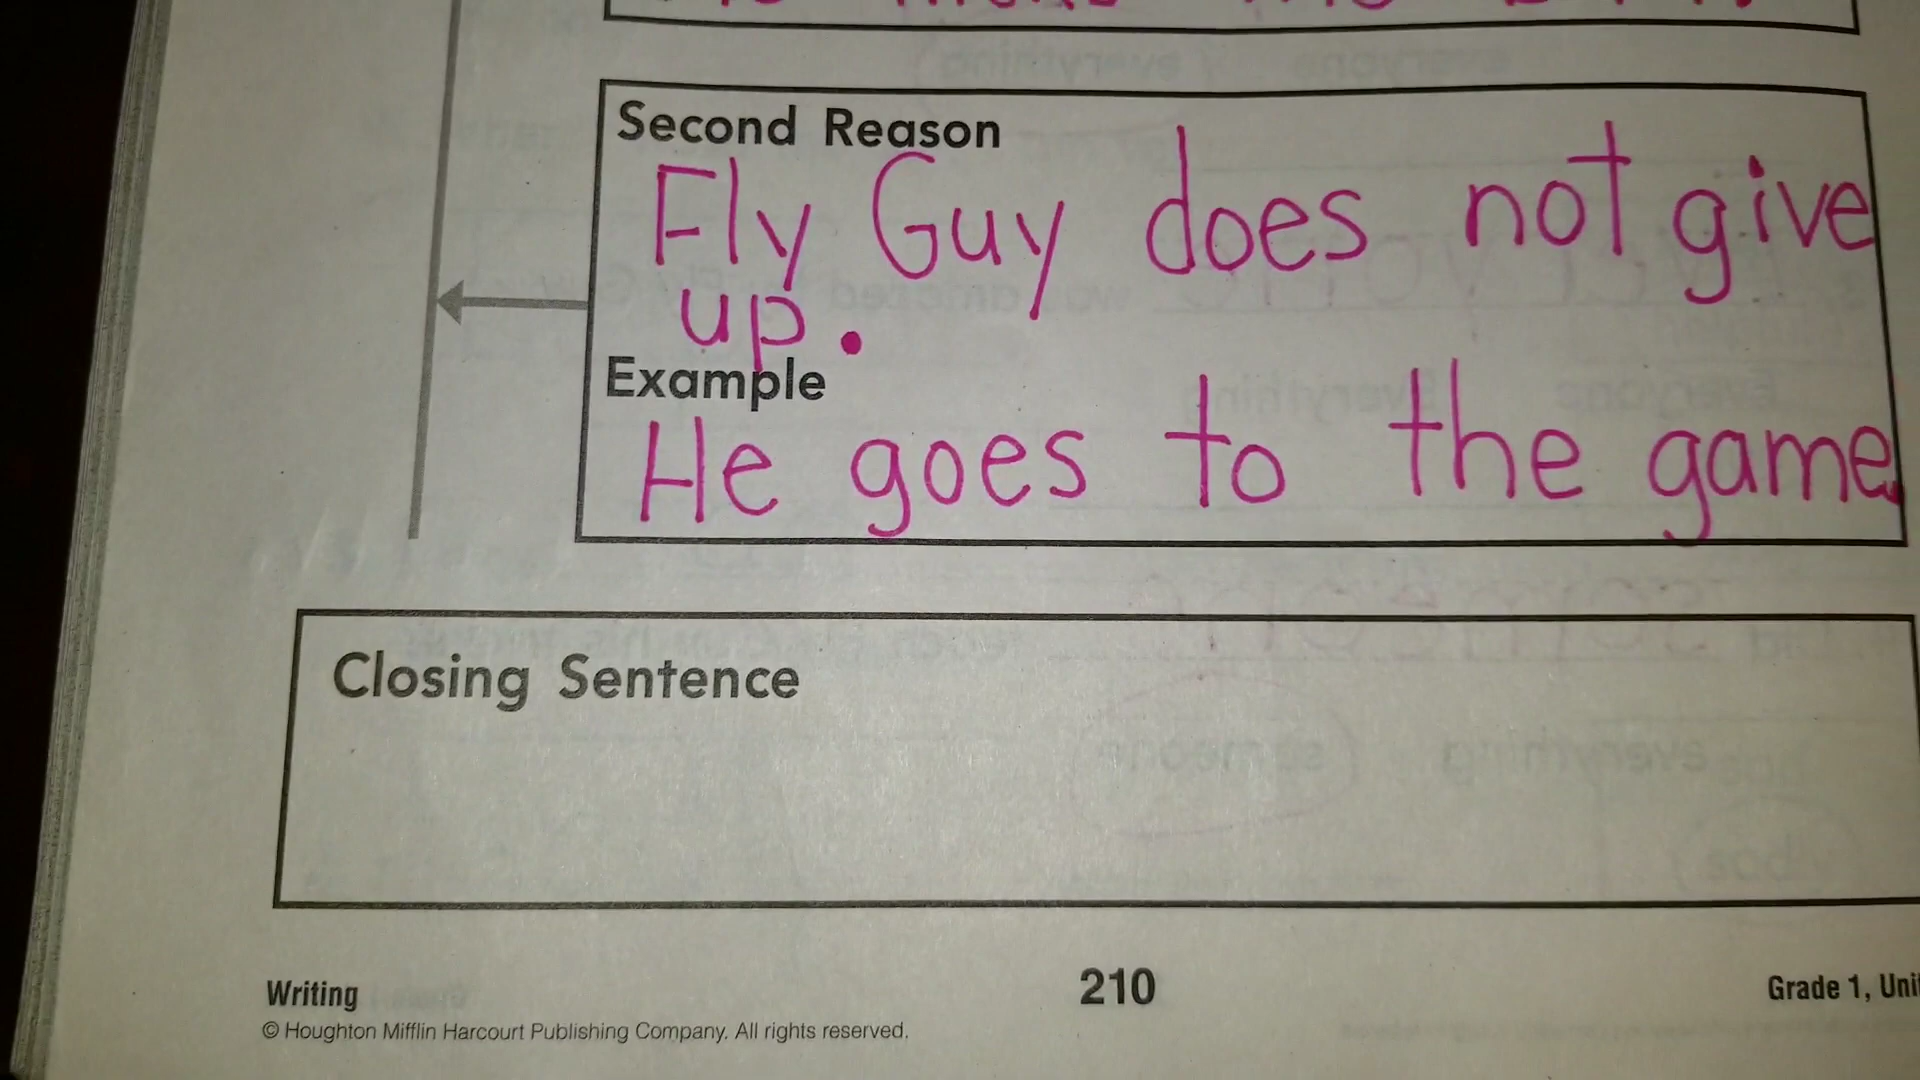 Second Reason
Fly Guy does not give
up.
Example
He goes to the game.
Closing Sentence
Writing 210 Grade 1, Uni
© Houghton Mifflin Harcourt Publishing Company. All rights reserved.